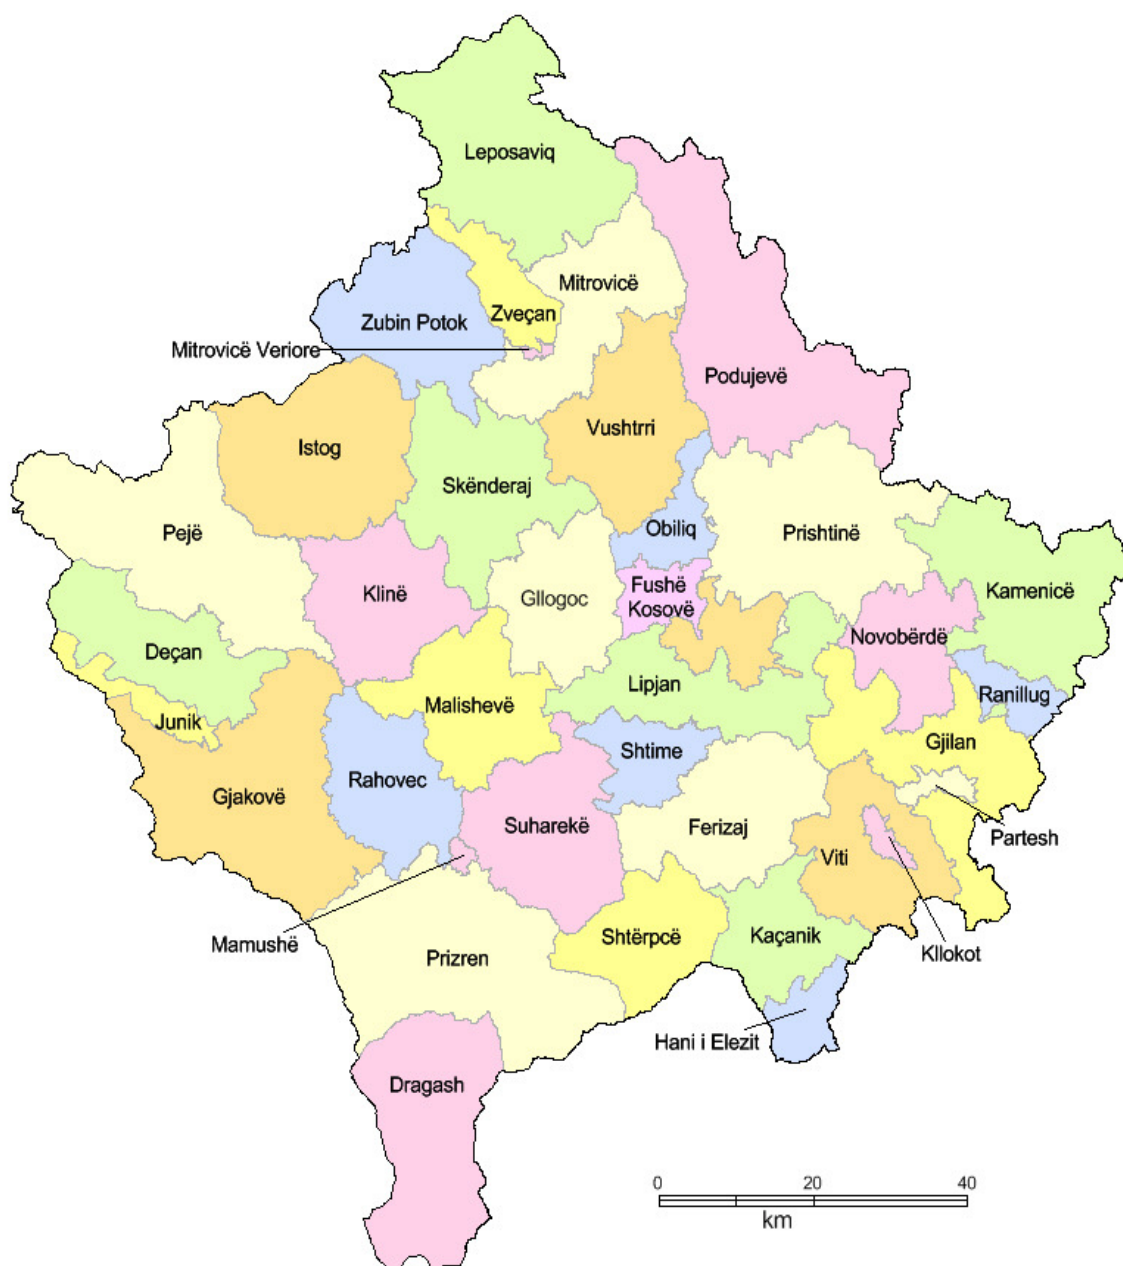 Leposaviq
Mitrovicë
Zveçan
Zubin Potok
Mitrovicë Veriore
Podujevë
Vushtrri
Istog
Skënderaj
Obiliq
Prishtinë
Pejë
Fushë
Kosovë
Klinë
Gllogoc
Kamenicë
Novobërdë
Deçan
Lipjan
Ranillug
Malishevë
Junik
Shtime
Gjilan
Rahovec
Gjakovë
Suharekë
Ferizaj
Partesh
Viti
Mamushë
Shtërpcë
Kaçanik
Kllokot
Prizren
Hani i Elezit
Dragash
0 20 40
km